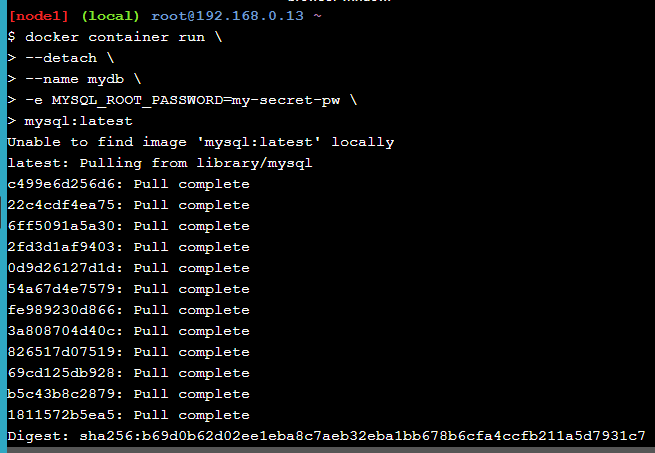 [node1] (local) root@192.168.0.13 ~
$ docker container run \
> --detach \
> --name mydb \
> -e MYSQL_ROOT_PASSWORD=my-secret-pw \
> mysql:latest
Unable to find image 'mysql:latest' locally
latest: Pulling from library/mysql
c499e6d256d6: Pull complete
22c4cdf4ea75: Pull complete
6ff5091a5a30: Pull complete
2fd3d1af9403: Pull complete
0d9d26127d1d: Pull complete
54a67d4e7579: Pull complete
fe989230d866: Pull complete
3a808704d40c: Pull complete
826517d07519: Pull complete
69cd125db928: Pull complete
b5c43b8c2879: Pull complete
1811572b5ea5: Pull complete
Digest: sha256:b69d0b62d02ee1eba8c7aeb32eba1bb678b6cfa4ccfb211a5d7931c7